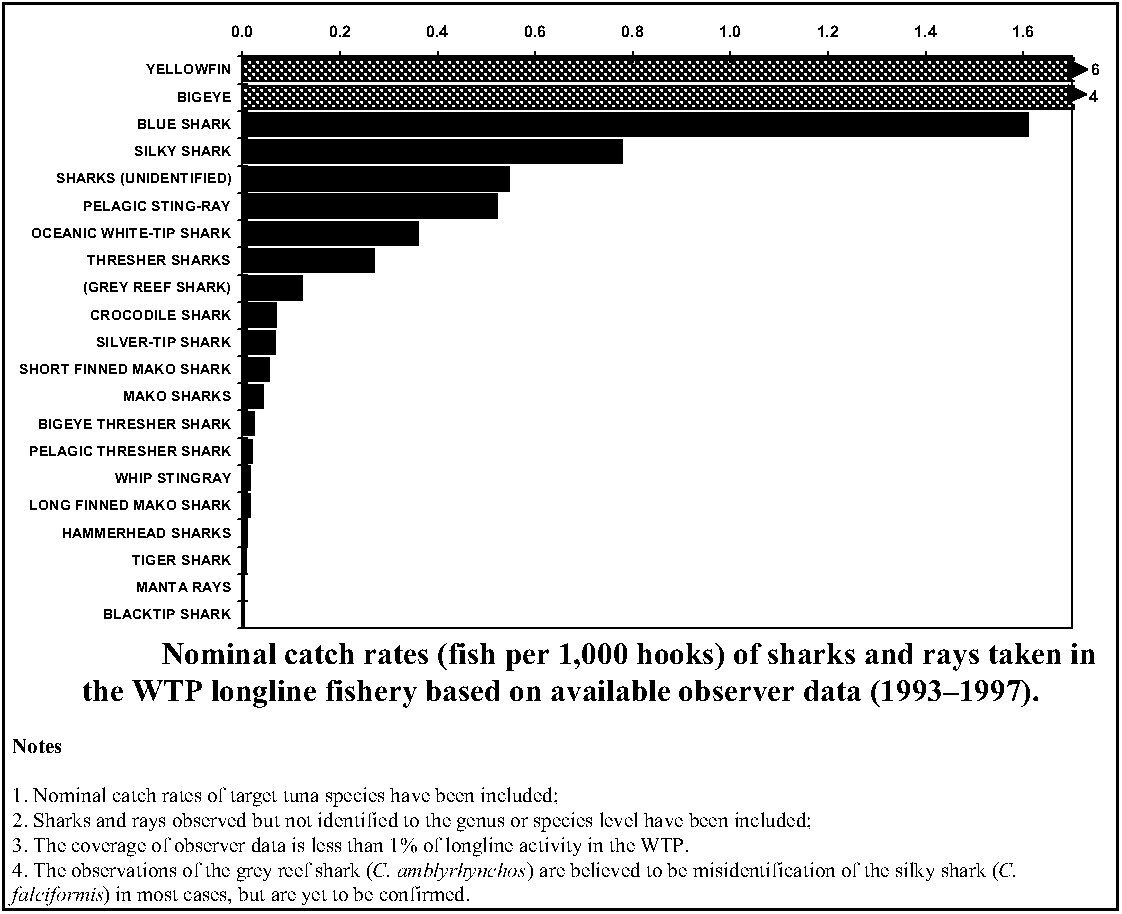 0.0 0.2 0.4 0.6 0.8 1.0 1.2 1.4 1.6
YELLOWFIN 6
BIGEYE 4
BLUE SHARK
SILKY SHARK
SHARKS (UNIDENTIFIED)
PELAGIC STING-RAY
OCEANIC WHITE-TIP SHARK
THRESHER SHARKS
(GREY REEF SHARK)
CROCODILE SHARK
SILVER-TIP SHARK
SHORT FINNED MAKO SHARK
MAKO SHARKS
BIGEYE THRESHER SHARK
PELAGIC THRESHER SHARK
WHIP STINGRAY
LONG FINNED MAKO SHARK
HAMMERHEAD SHARKS
TIGER SHARK
MANTA RAYS
BLACKTIP SHARK
Nominal catch rates (fish per 1,000 hooks) of sharks and rays taken in
the WTP longline fishery based on available observer data (1993–1997).
Notes
1. Nominal catch rates of target tuna species have been included;
2. Sharks and rays observed but not identified to the genus or species level have been included;
3. The coverage of observer data is less than 1% of longline activity in the WTP.
4. The observations of the grey reef shark (C. amblyrhynchos) are believed to be misidentification of the silky shark (C.
falciformis) in most cases, but are yet to be confirmed.